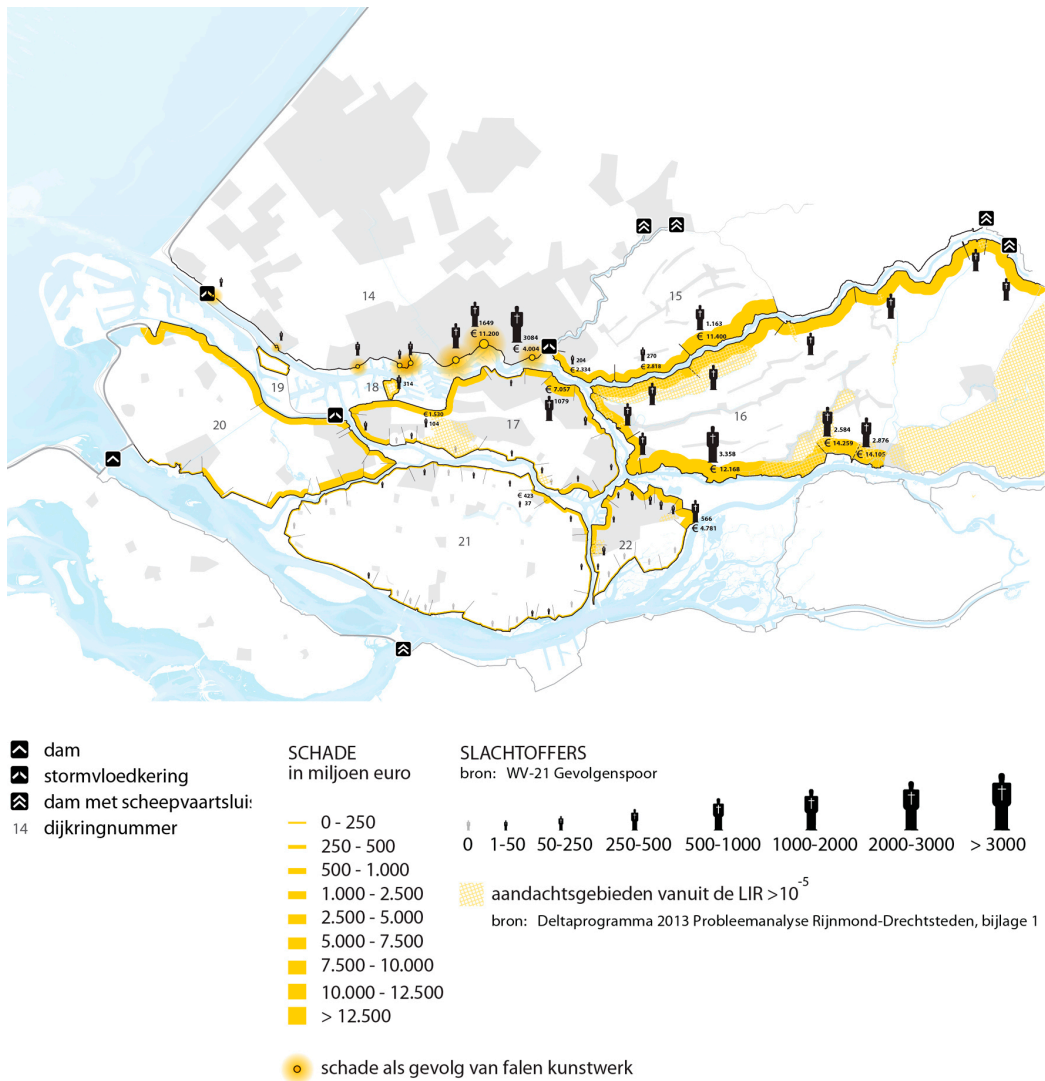 14
15
1649
€ 11.200
3084
€ 4.004
1.163
€ 11.400
204
€ 2.334
270
€ 2.818
19
18
314
€ 7.057
1079
€ 1.530
104
17
16
20
2.584
€ 14.259
2.876
€ 14.105
3.358
€ 12.168
€ 423
37
566
€ 4.781
21
22
dam
stormvloedkering
dam met scheepvaartsluis
14 dijkringnummer
SCHADE
in miljoen euro
0 - 250
250 - 500
500 - 1.000
1.000 - 2.500
2.500 - 5.000
5.000 - 7.500
7.500 - 10.000
10.000 - 12.500
> 12.500
schade als gevolg van falen kunstwerk
SLACHTOFFERS
bron: WV-21 Gevolgenspoor
0 1-50 50-250 250-500 500-1000 1000-2000 2000-3000 > 3000
aandachtsgebieden vanuit de LIR >10-5
bron: Deltaprogramma 2013 Probleemanalyse Rijnmond-Drechtsteden, bijlage 1